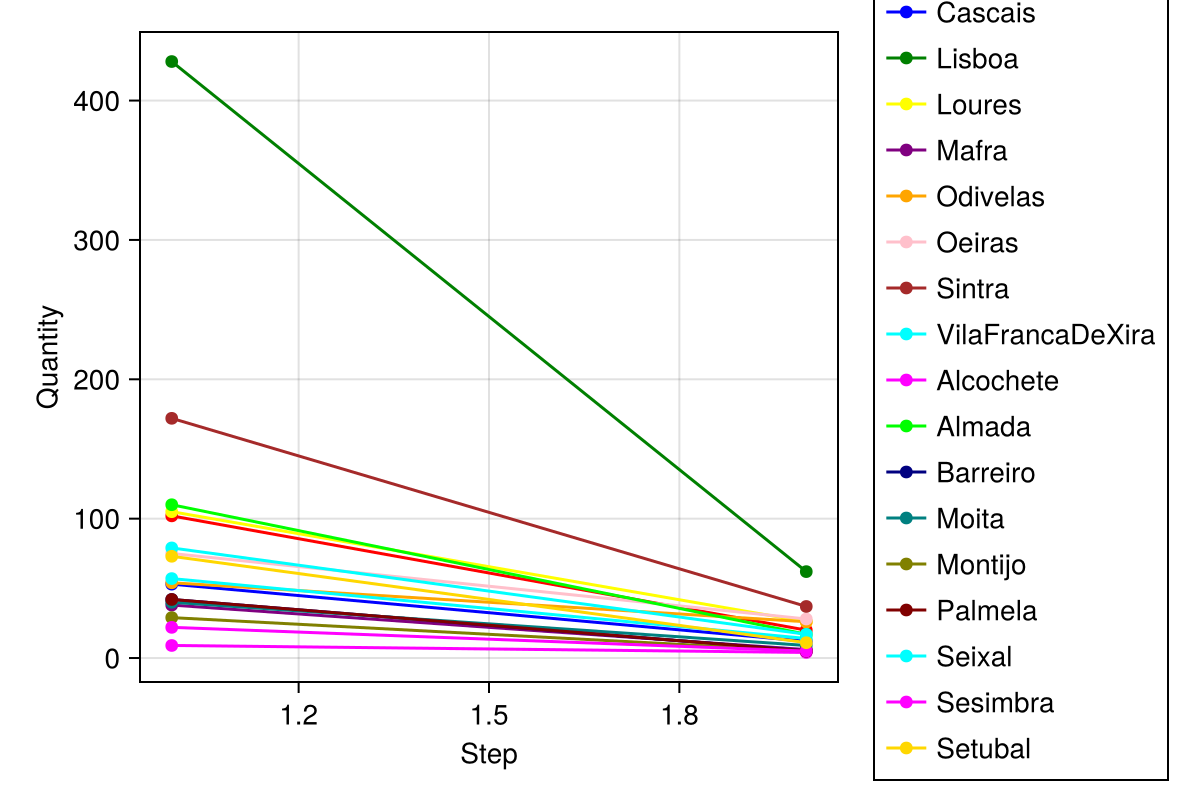 Quantity
400
300
200
100
0
1.2
1.5
1.8
Step
Cascais
Lisboa
Loures
Mafra
Odivelas
Oeiras
Sintra
VilaFrancaDeXira
Alcochete
Almada
Barreiro
Moita
Montijo
Palmela
Seixal
Sesimbra
Setubal